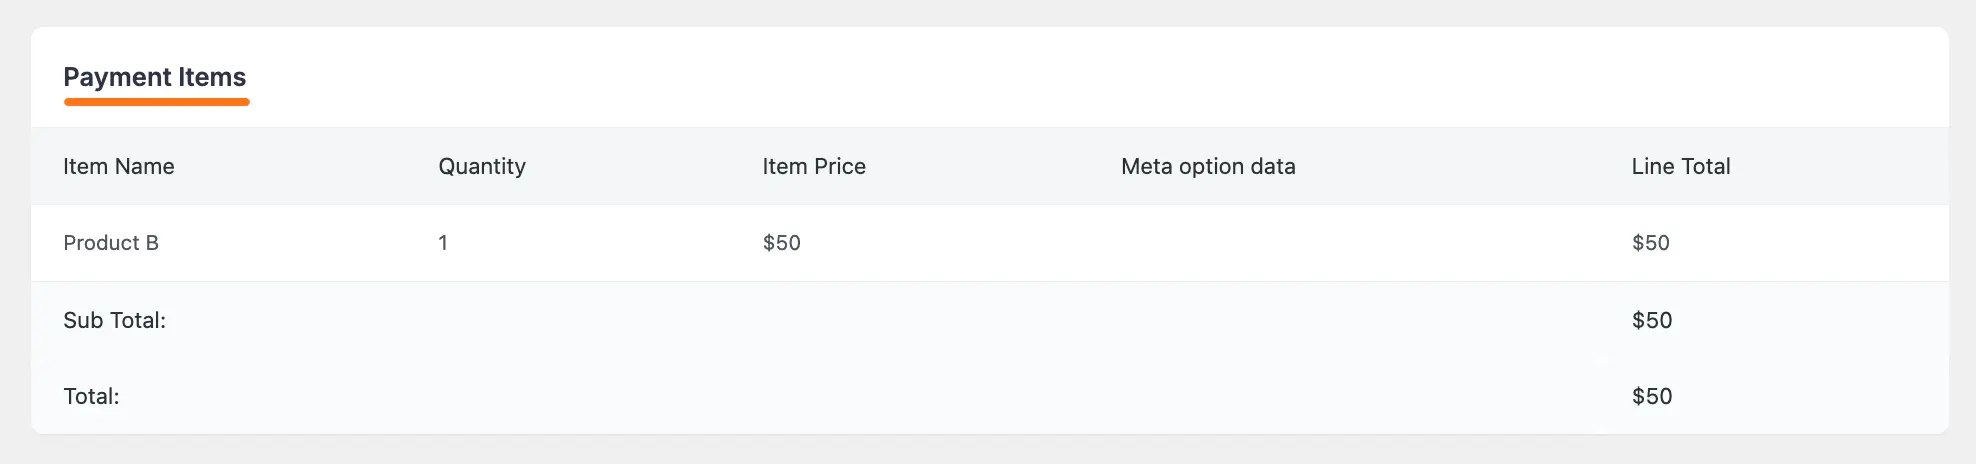 Payment Items
Item Name Quantity Item Price Meta option data Line Total
Product B 1 $50 $50
Sub Total: $50
Total: $50